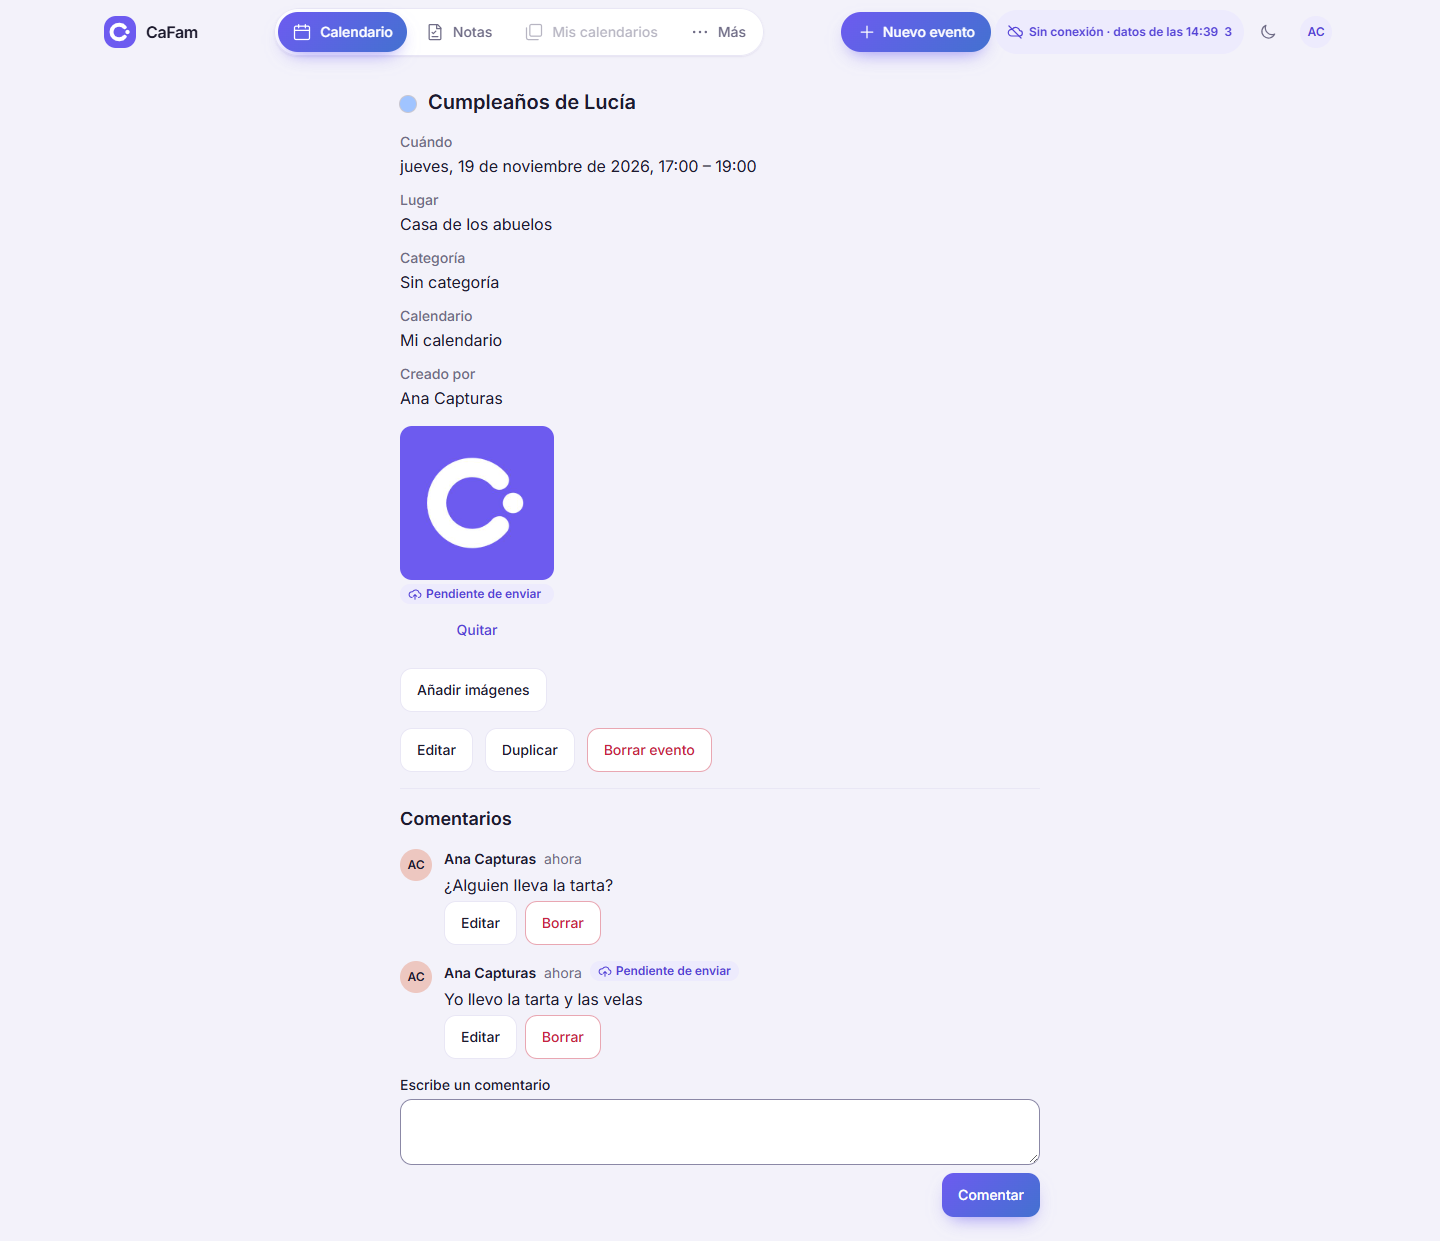 CaFam
Calendario
Notas
Mis calendarios
Más
Nuevo evento
Sin conexión · datos de las 14:39 3
AC
Cumpleaños de Lucía
Cuándo
jueves, 19 de noviembre de 2026, 17:00 – 19:00
Lugar
Casa de los abuelos
Categoría
Sin categoría
Calendario
Mi calendario
Creado por
Ana Capturas
Pendiente de enviar
Quitar
Añadir imágenes
Editar Duplicar Borrar evento
Comentarios
AC Ana Capturas ahora
¿Alguien lleva la tarta?
Editar Borrar
AC Ana Capturas ahora Pendiente de enviar
Yo llevo la tarta y las velas
Editar Borrar
Escribe un comentario
Comentar